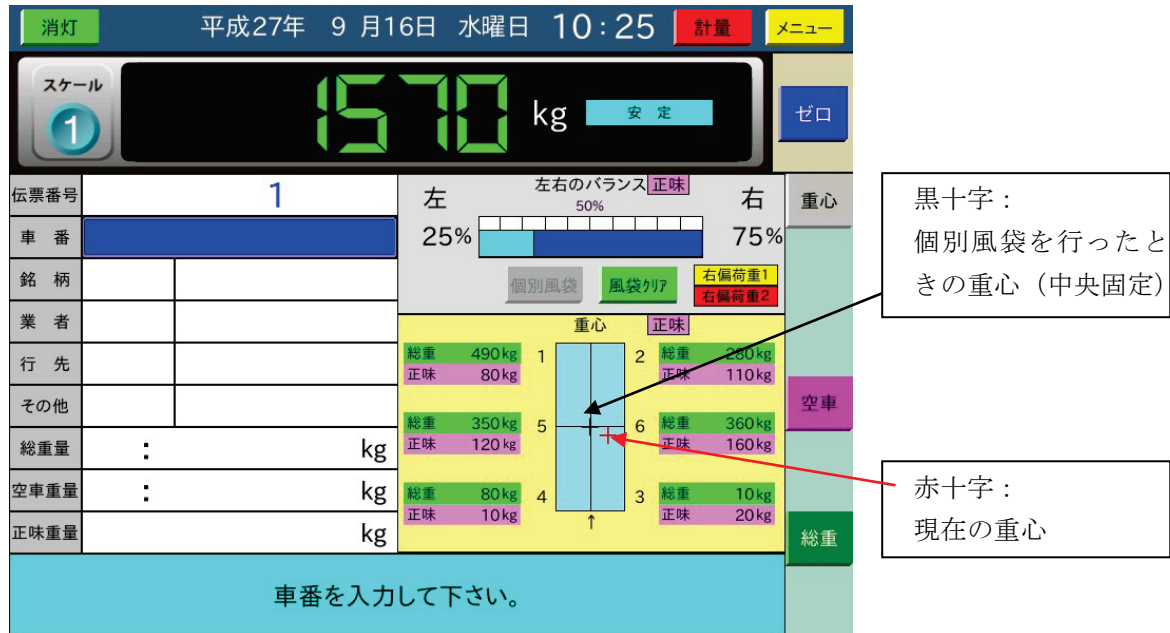 消灯
平成27年 9月16日 水曜日 10:25
計量
メニュー
スケール
1
1570 kg
安 定
ゼロ
伝票番号 1
車 番
銘 柄
業 者
行 先
その他
総重量 : kg
空車重量 : kg
正味重量 kg
左右のバランス 正味
左 50% 右
25% 75%
個別風袋
風袋クリア
右偏荷重1
右偏荷重2
重心 正味
総重 490kg 1 2 総重 280kg
正味 80kg 正味 110kg
総重 350kg 5 6 総重 360kg
正味 120kg 正味 160kg
総重 80kg 4 3 総重 10kg
正味 10kg ↑ 正味 20kg
重心
空車
総重
車番を入力して下さい。
黒十字:
個別風袋を行ったと
きの重心(中央固定)
赤十字:
現在の重心